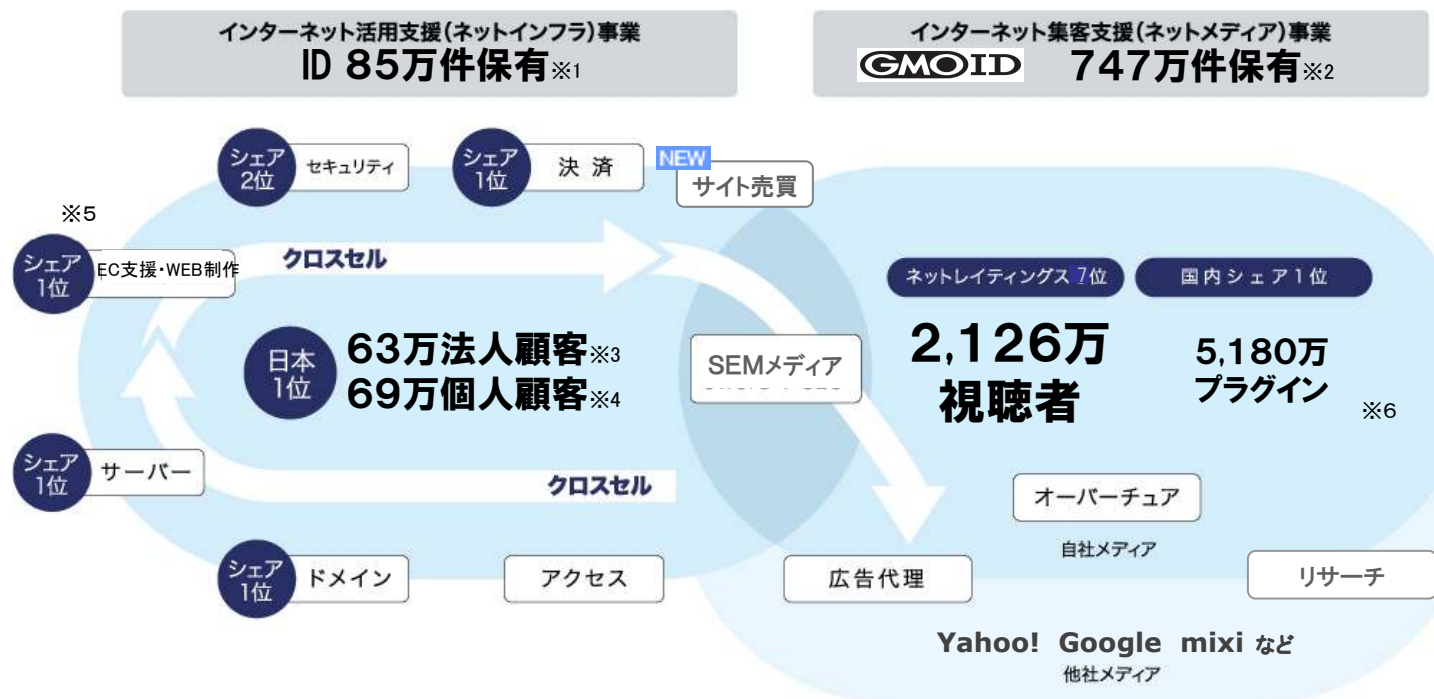 インターネット活用支援(ネットインフラ)事業
ID 85万件保有※1
インターネット集客支援(ネットメディア)事業
GMOID 747万件保有※2
シェア
2位
セキュリティ
シェア
1位
決 済
NEW
サイト売買
※5
シェア
1位
EC支援・WEB制作
クロスセル
ネットレイティングス 7位
国内シェア1位
日本
1位
63万法人顧客※3
69万個人顧客※4
SEMメディア
2,126万
視聴者
5,180万
プラグイン
※6
シェア
1位
サーバー
クロスセル
オーバーチュア
自社メディア
シェア
1位
ドメイン
アクセス
広告代理
リサーチ
Yahoo! Google mixi など
他社メディア